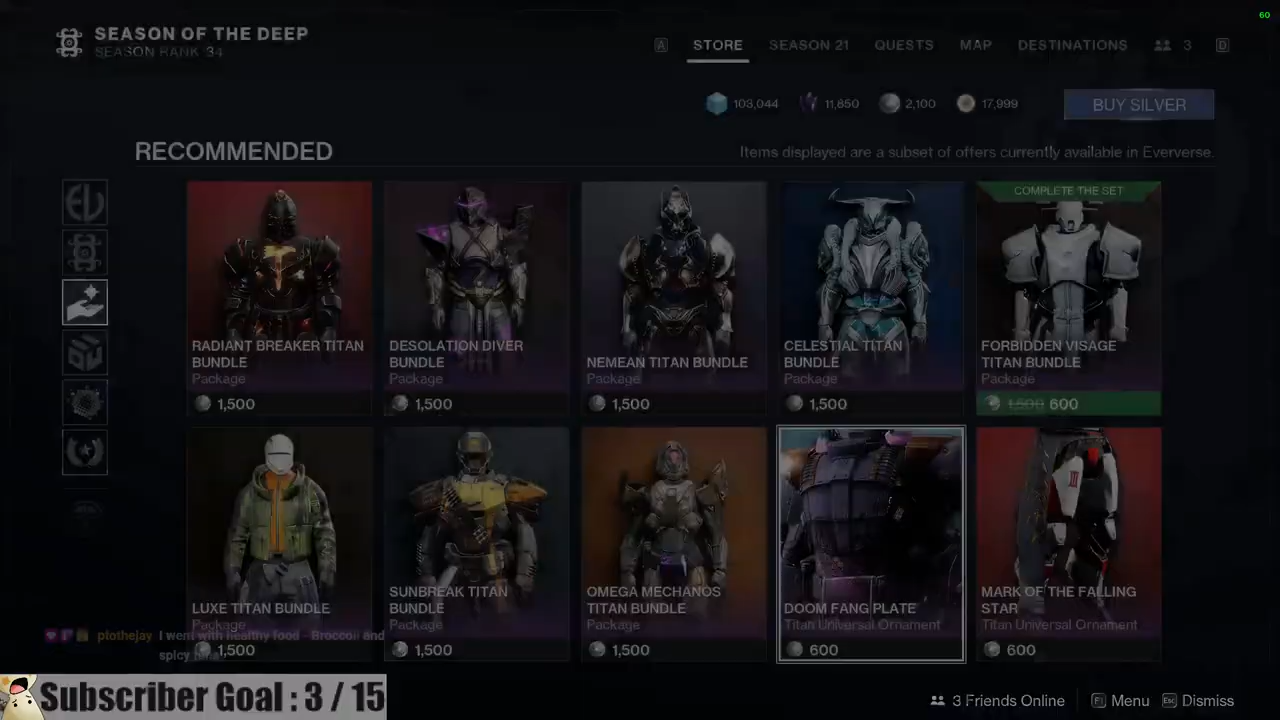 60
SEASON OF THE DEEP
SEASON RANK 34
A STORE SEASON 21 QUESTS MAP DESTINATIONS 3 D
103,044 11,850 2,100 17,999 BUY SILVER
RECOMMENDED
Items displayed are a subset of offers currently available in Eververse.
RADIANT BREAKER TITAN
BUNDLE
Package
1,500
DESOLATION DIVER
BUNDLE
Package
1,500
NEMEAN TITAN BUNDLE
Package
1,500
CELESTIAL TITAN
BUNDLE
Package
1,500
COMPLETE THE SET
FORBIDDEN VISAGE
TITAN BUNDLE
Package
1,500 600
LUXE TITAN BUNDLE
Package
1,500
SUNBREAK TITAN
BUNDLE
Package
1,500
OMEGA MECHANOS
TITAN BUNDLE
Package
1,500
DOOM FANG PLATE
Titan Universal Ornament
600
MARK OF THE FALLING
STAR
Titan Universal Ornament
600
ptothejay I went with healthy food - Broccoli and
spicy
Subscriber Goal : 3 / 15
3 Friends Online F1 Menu Esc Dismiss